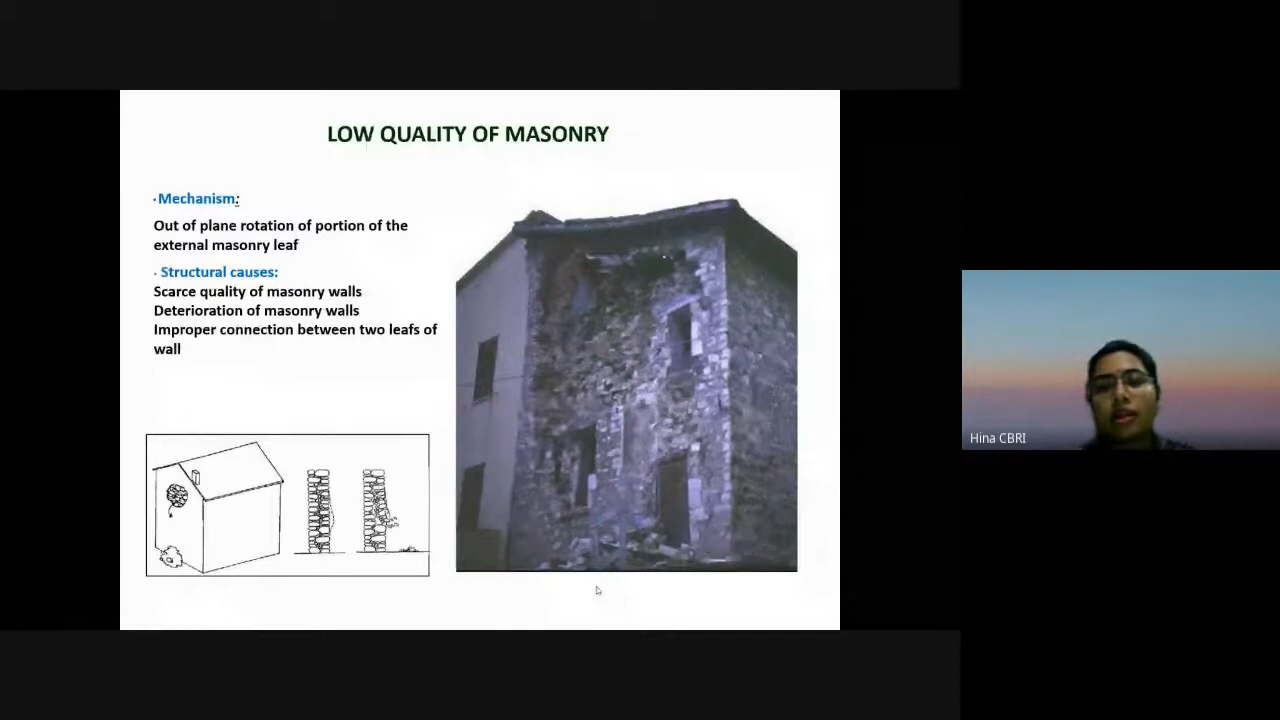 LOW QUALITY OF MASONRY
·Mechanism:
Out of plane rotation of portion of the
external masonry leaf
· Structural causes:
Scarce quality of masonry walls
Deterioration of masonry walls
Improper connection between two leafs of
wall
Hina CBRI